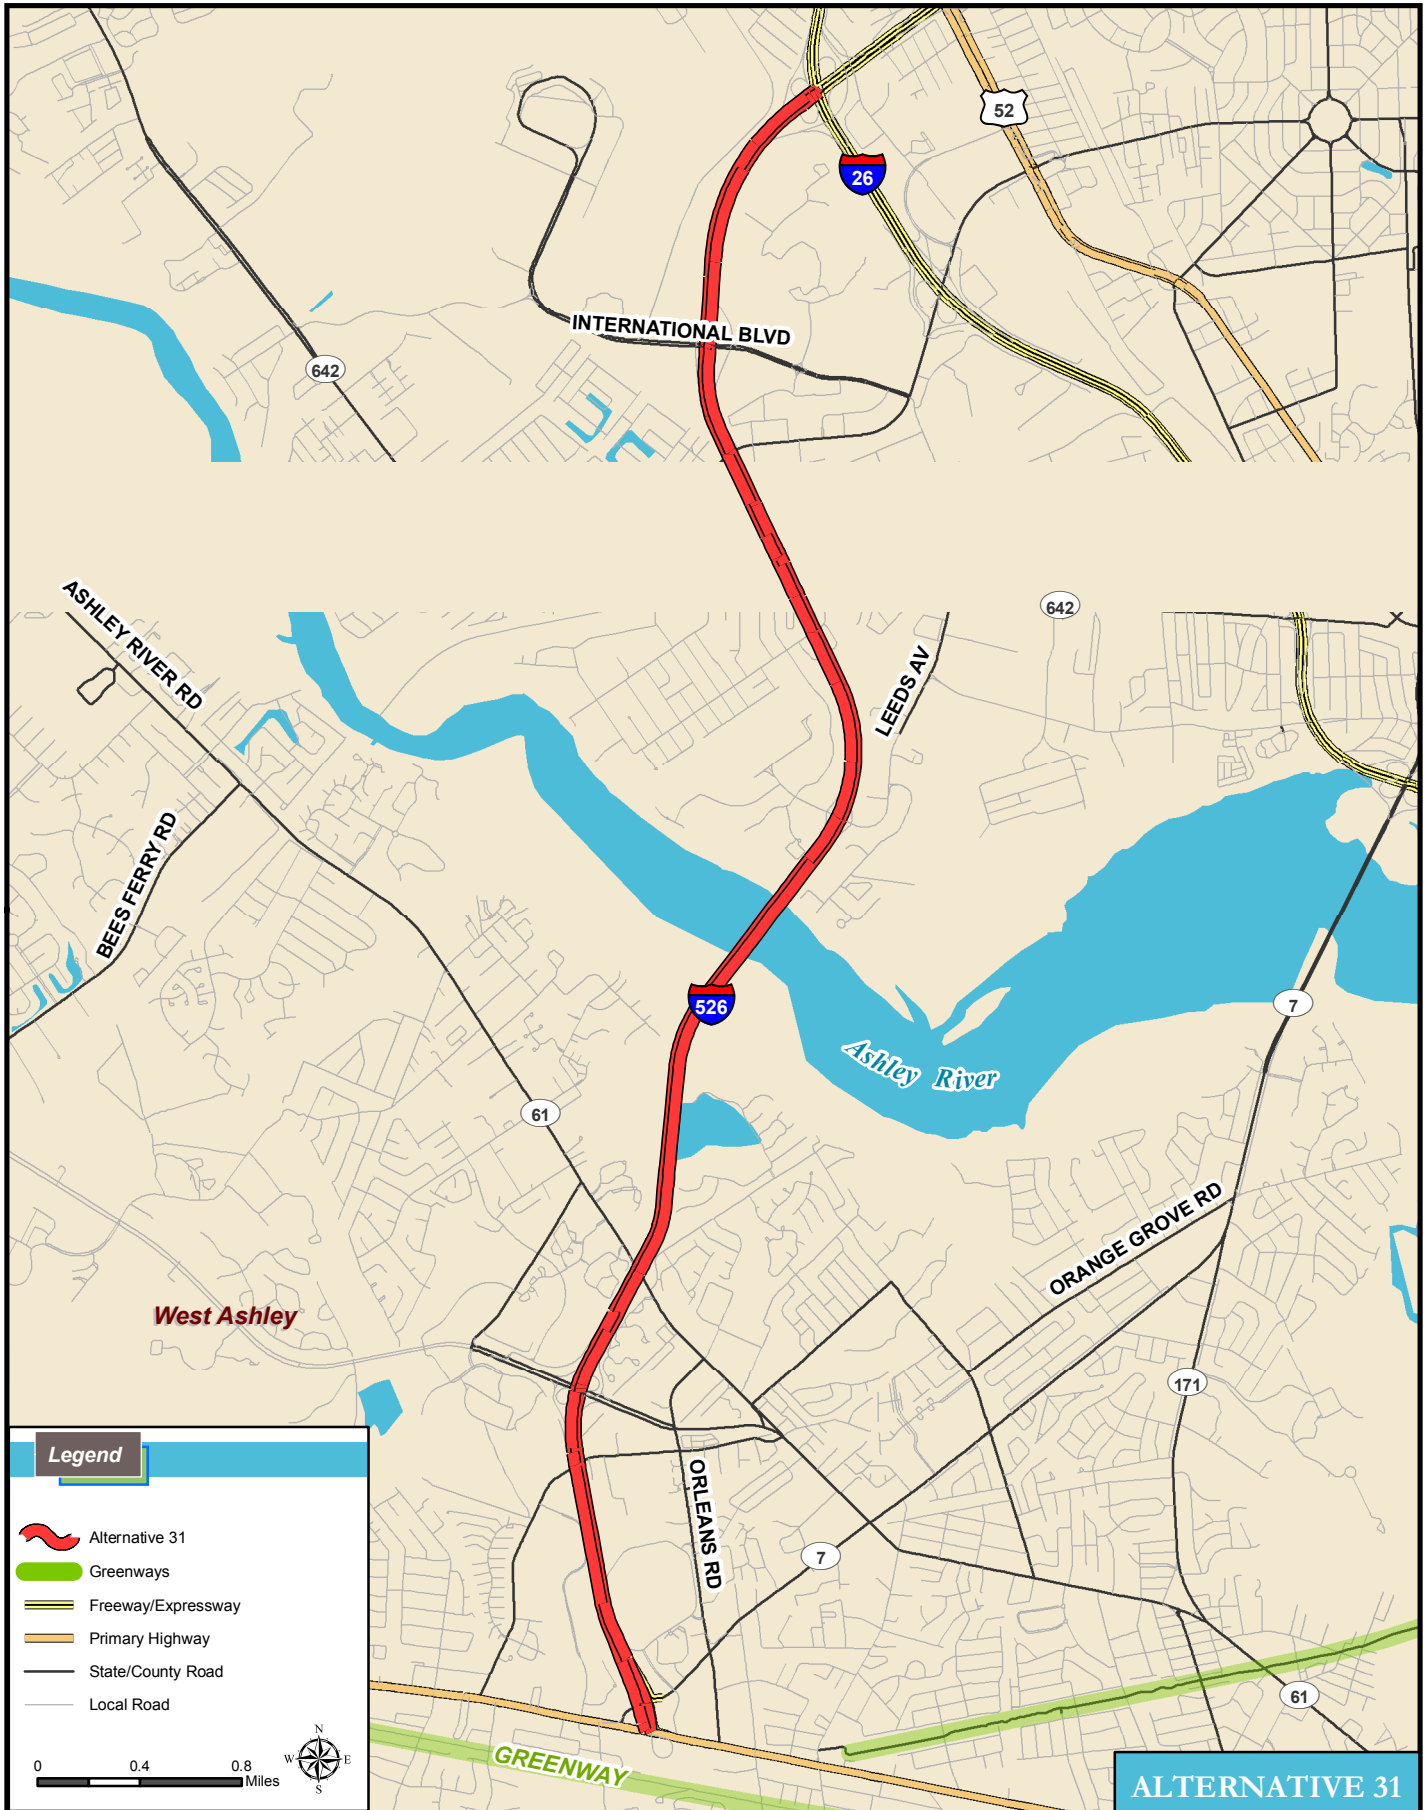 52
26
INTERNATIONAL BLVD
642
ASHLEY RIVER RD
642
LEEDS AV
BEES FERRY RD
526
7
Ashley River
61
ORANGE GROVE RD
West Ashley
171
ORLEANS RD
7
61
GREENWAY
Legend
Alternative 31
Greenways
Freeway/Expressway
Primary Highway
State/County Road
Local Road
N
W E
S
0 0.4 0.8
Miles
ALTERNATIVE 31